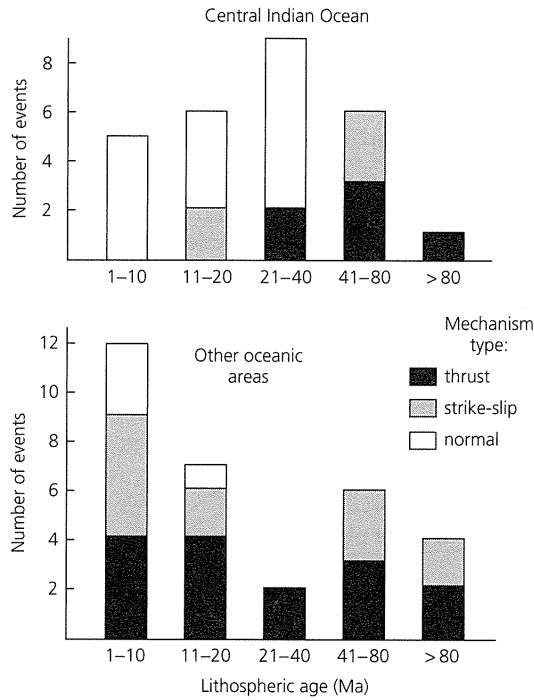 Central Indian Ocean
Number of events
8
6
4
2
1–10 11–20 21–40 41–80 >80
Other oceanic
areas
Mechanism
type:
thrust
strike-slip
normal
Number of events
12
10
8
6
4
2
1–10 11–20 21–40 41–80 >80
Lithospheric age (Ma)